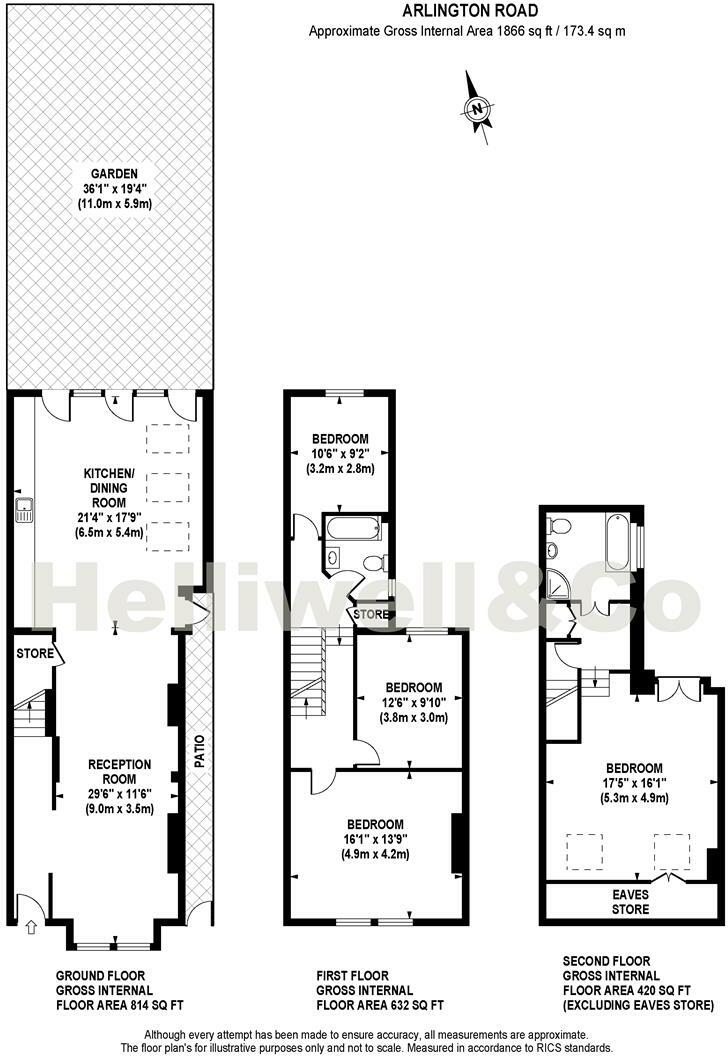 ARLINGTON ROAD
Approximate Gross Internal Area 1866 sq ft / 173.4 sq m
N
GARDEN
36'1" x 19'4"
(11.0m x 5.9m)
KITCHEN/
DINING
ROOM
21'4" x 17'9"
(6.5m x 5.4m)
STORE
RECEPTION
ROOM
29'6" x 11'6"
(9.0m x 3.5m)
PATIO
BEDROOM
10'6" x 9'2"
(3.2m x 2.8m)
STORE
BEDROOM
12'6" x 9'10"
(3.8m x 3.0m)
BEDROOM
16'1" x 13'9"
(4.9m x 4.2m)
BEDROOM
17'5" x 16'1"
(5.3m x 4.9m)
EAVES
STORE
Helliwell&Co
GROUND FLOOR
GROSS INTERNAL
FLOOR AREA 814 SQ FT
FIRST FLOOR
GROSS INTERNAL
FLOOR AREA 632 SQ FT
SECOND FLOOR
GROSS INTERNAL
FLOOR AREA 420 SQ FT
(EXCLUDING EAVES STORE)
Although every attempt has been made to ensure accuracy, all measurements are approximate.
The floor plan's for illustrative purposes only and not to scale. Measured in accordance to RICS standards.